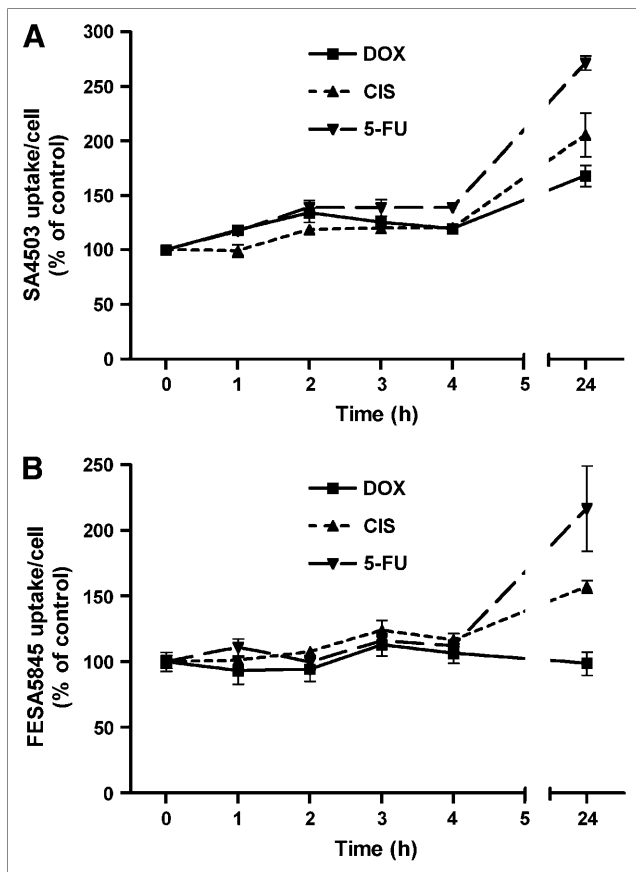 A
300
250
200
150
100
50
0
SA4503 uptake/cell
(% of control)
DOX
CIS
5-FU
0 1 2 3 4 5 24
Time (h)
B
250
200
150
100
50
0
FESA5845 uptake/cell
(% of control)
DOX
CIS
5-FU
0 1 2 3 4 5 24
Time (h)